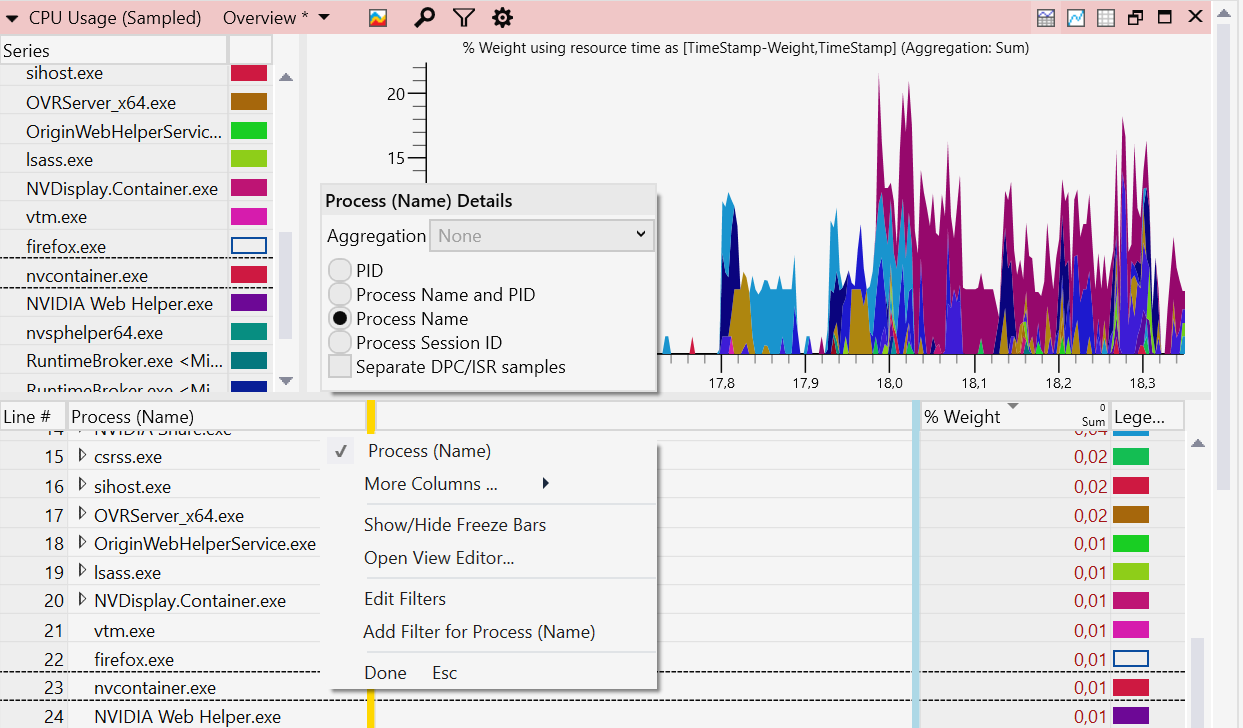 CPU Usage (Sampled) Overview *
% Weight using resource time as [TimeStamp-Weight,TimeStamp] (Aggregation: Sum)
Series
sihost.exe
OVRServer_x64.exe
OriginWebHelperServic...
lsass.exe
NVDisplay.Container.exe
vtm.exe
firefox.exe
nvcontainer.exe
NVIDIA Web Helper.exe
nvsphelper64.exe
RuntimeBroker.exe <Mi...
RuntimeBroker.exe <Mi...
20
15
17,8 17,9 18,0 18,1 18,2 18,3
Process (Name) Details
Aggregation None
PID
Process Name and PID
Process Name
Process Session ID
Separate DPC/ISR samples
Line # Process (Name) % Weight 0 Sum Lege...
14 NVIDIA Share.exe 0,04
15 csrss.exe 0,02
16 sihost.exe 0,02
17 OVRServer_x64.exe 0,02
18 OriginWebHelperService.exe 0,01
19 lsass.exe 0,01
20 NVDisplay.Container.exe 0,01
21 vtm.exe 0,01
22 firefox.exe 0,01
23 nvcontainer.exe 0,01
24 NVIDIA Web Helper.exe 0,01
Process (Name)
More Columns ...
Show/Hide Freeze Bars
Open View Editor...
Edit Filters
Add Filter for Process (Name)
Done Esc